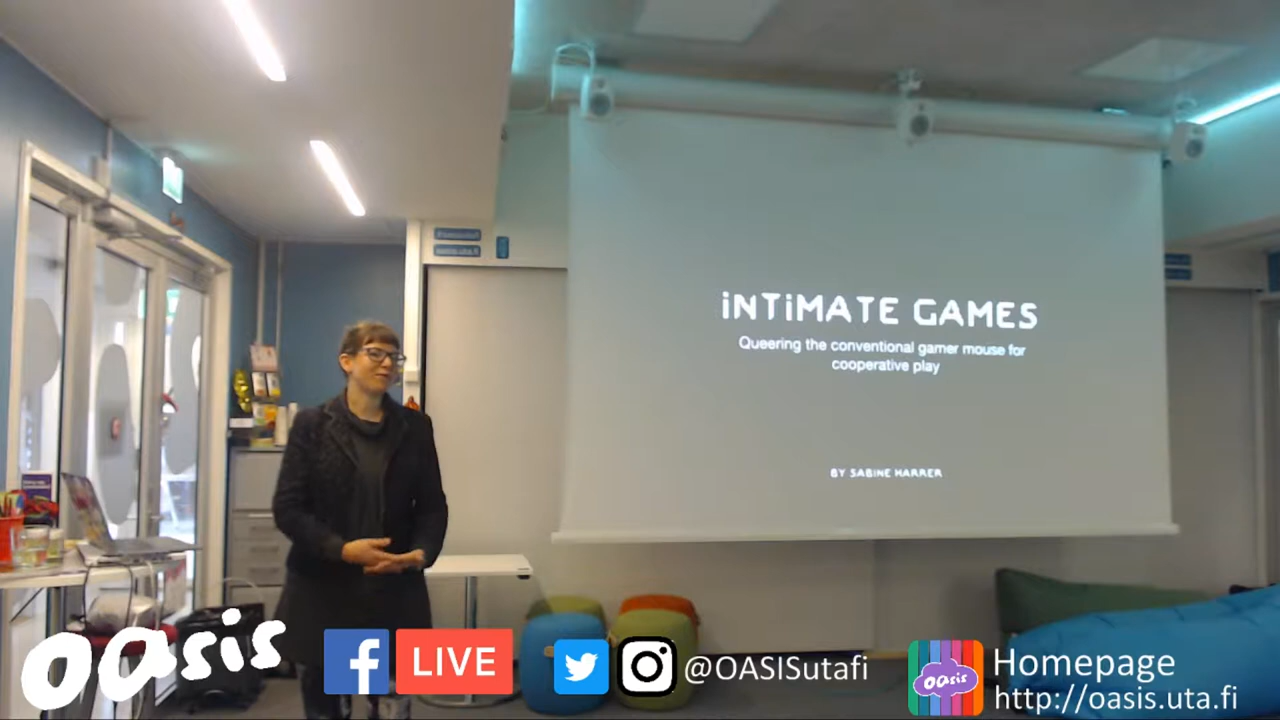 iNTiMATE GAMES
Queering the conventional gamer mouse for
cooperative play
BY SABiNE HARRER
oasis
LIVE
@OASISutafi
oasis
Homepage
http://oasis.uta.fi